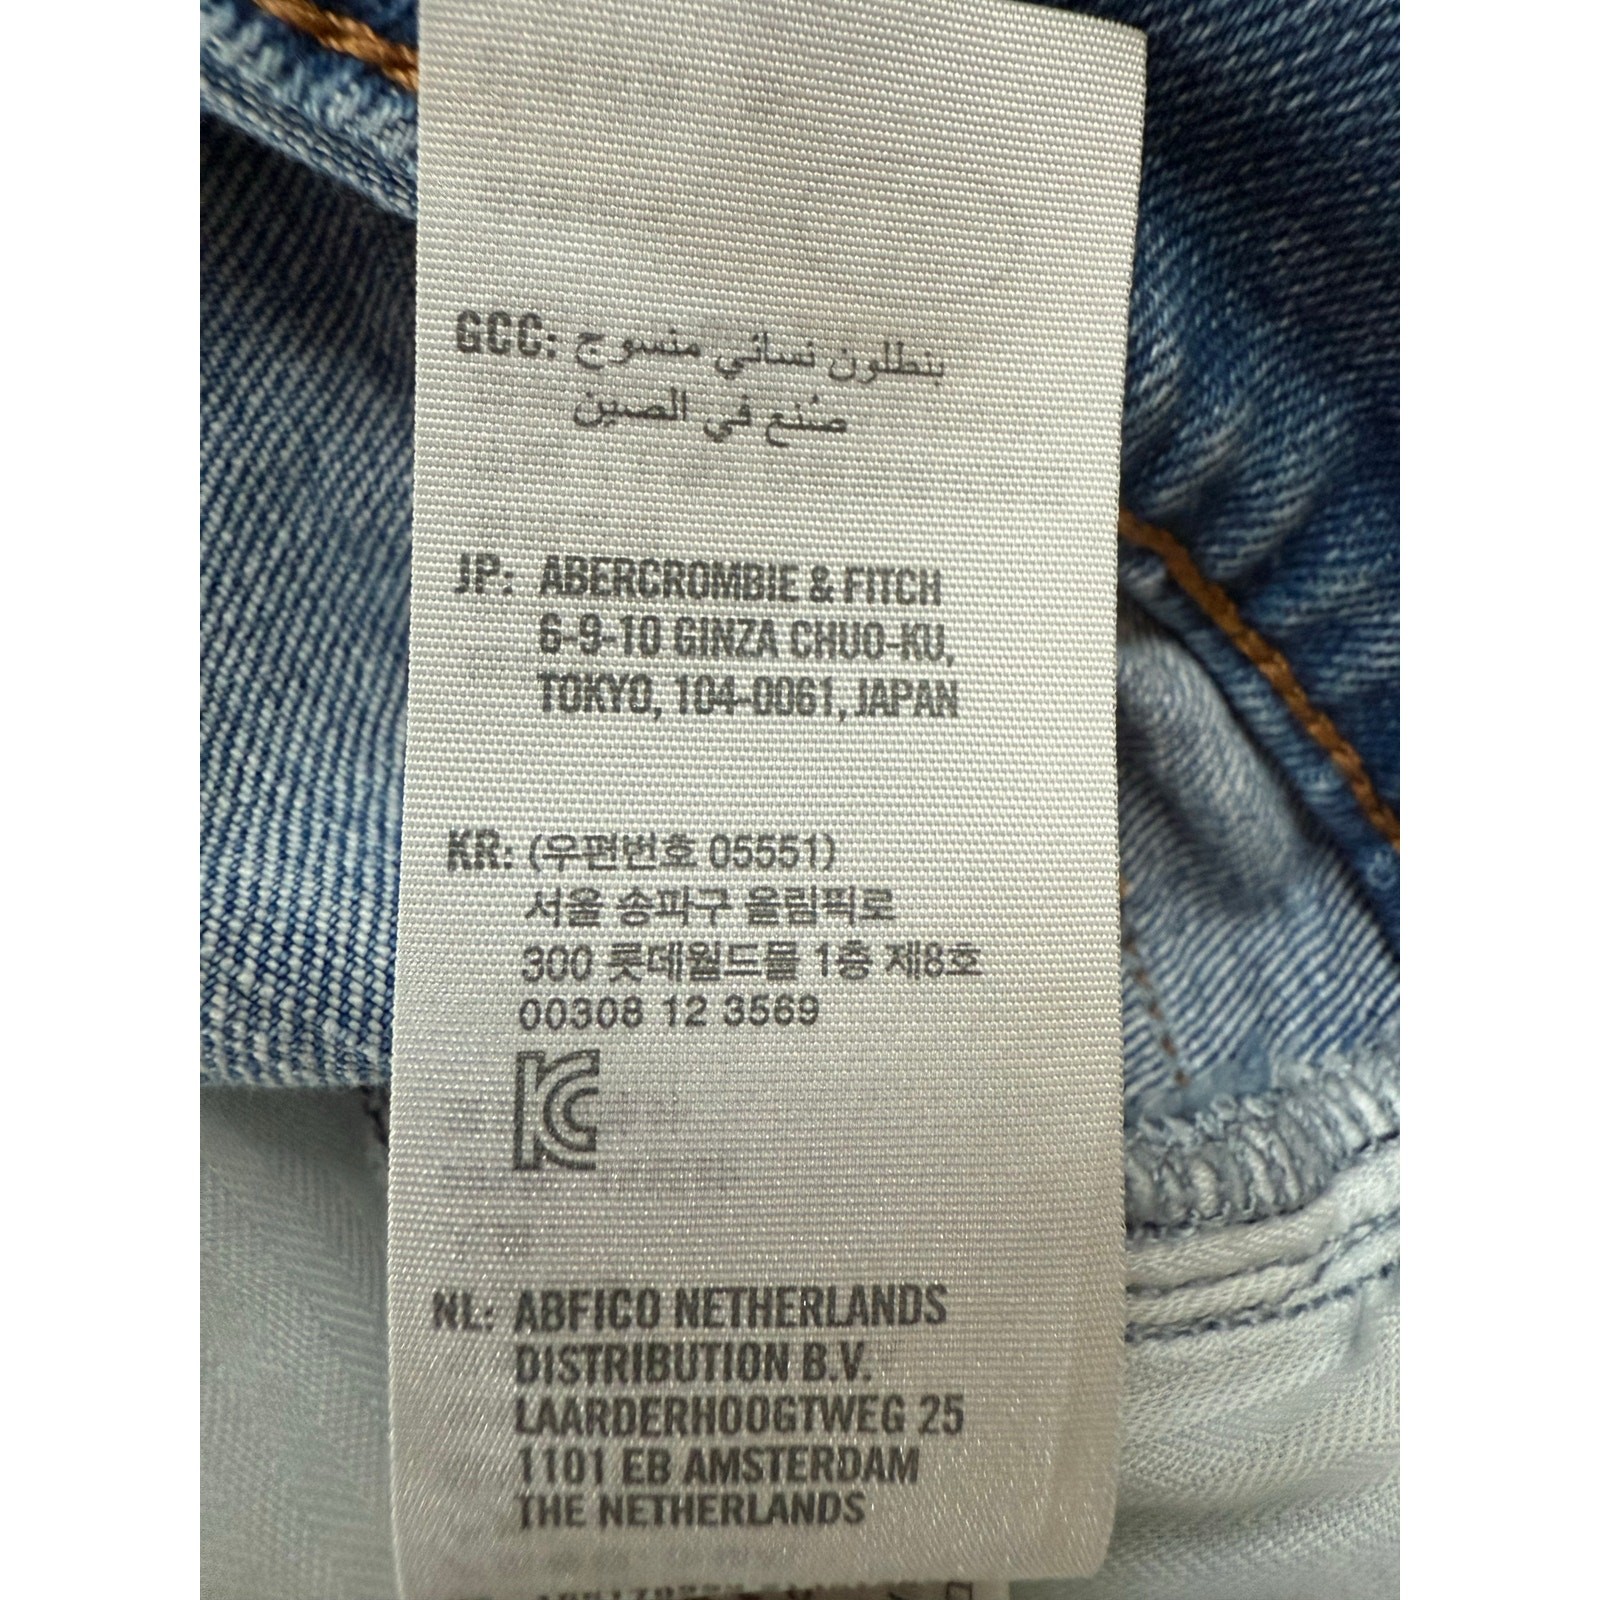 GCC: بنطلون نسائي منسوج
صُنع في الصين
JP: ABERCROMBIE & FITCH
6-9-10 GINZA CHUO-KU,
TOKYO, 104-0061, JAPAN
KR: (우편번호 05551)
서울 송파구 올림픽로
300 롯데월드몰 1층 제8호
00308 12 3569
KC
NL: ABFICO NETHERLANDS
DISTRIBUTION B.V.
LAARDERHOOGTWEG 25
1101 EB AMSTERDAM
THE NETHERLANDS